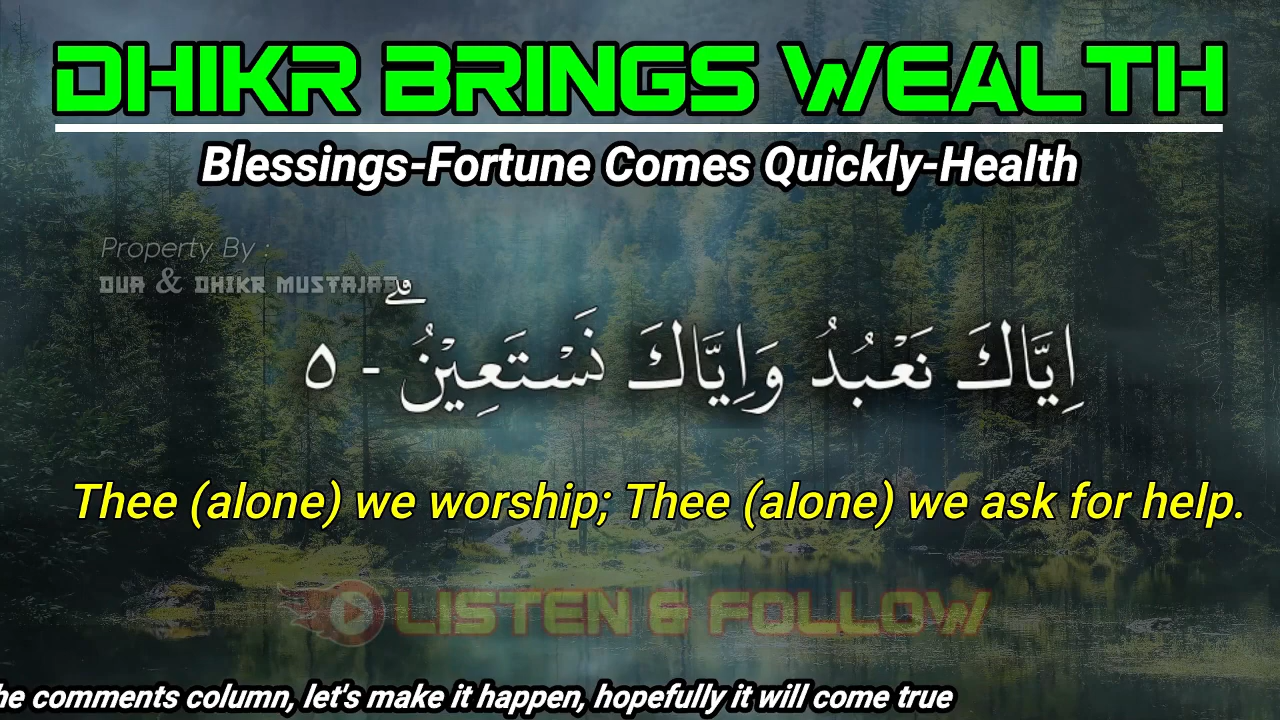 DHIKR BRINGS WEALTH
Blessings-Fortune Comes Quickly-Health
Property By :
DUA & DHIKR MUSTAJAB
اِيَّاكَ نَعْبُدُ وَاِيَّاكَ نَسْتَعِيْنُۗ - ٥
Thee (alone) we worship; Thee (alone) we ask for help.
LISTEN & FOLLOW
he comments column, let's make it happen, hopefully it will come true